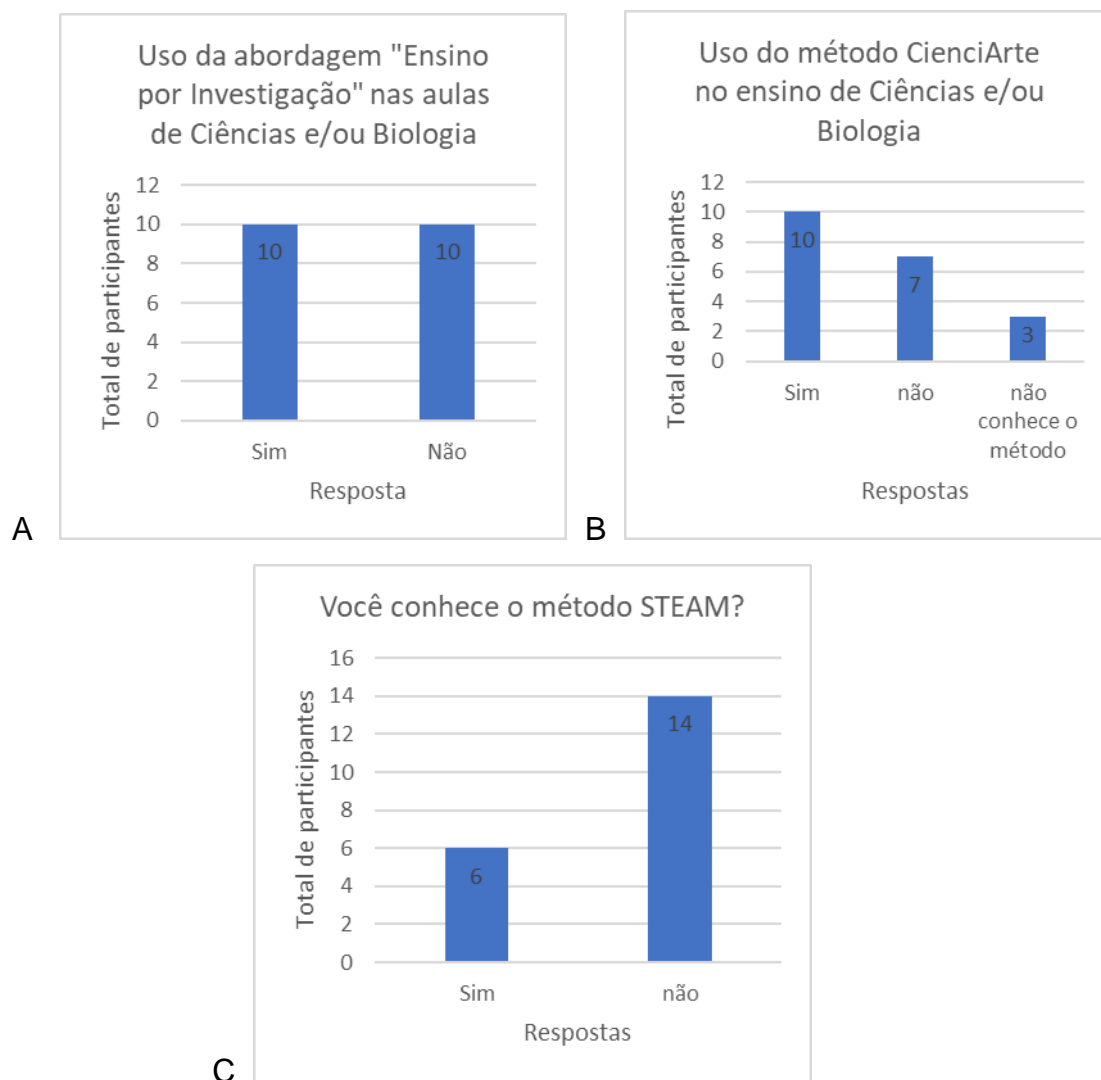 Uso da abordagem "Ensino
por Investigação" nas aulas
de Ciências e/ou Biologia
Total de participantes
12
10
8
6
4
2
0
10
10
Sim
Não
Resposta
A
Uso do método CienciArte
no ensino de Ciências e/ou
Biologia
Total de participantes
12
10
8
6
4
2
0
10
7
3
Sim
não
não
conhece o
método
Respostas
B
Você conhece o método STEAM?
Total de participantes
16
14
12
10
8
6
4
2
0
6
14
Sim
não
Respostas
C